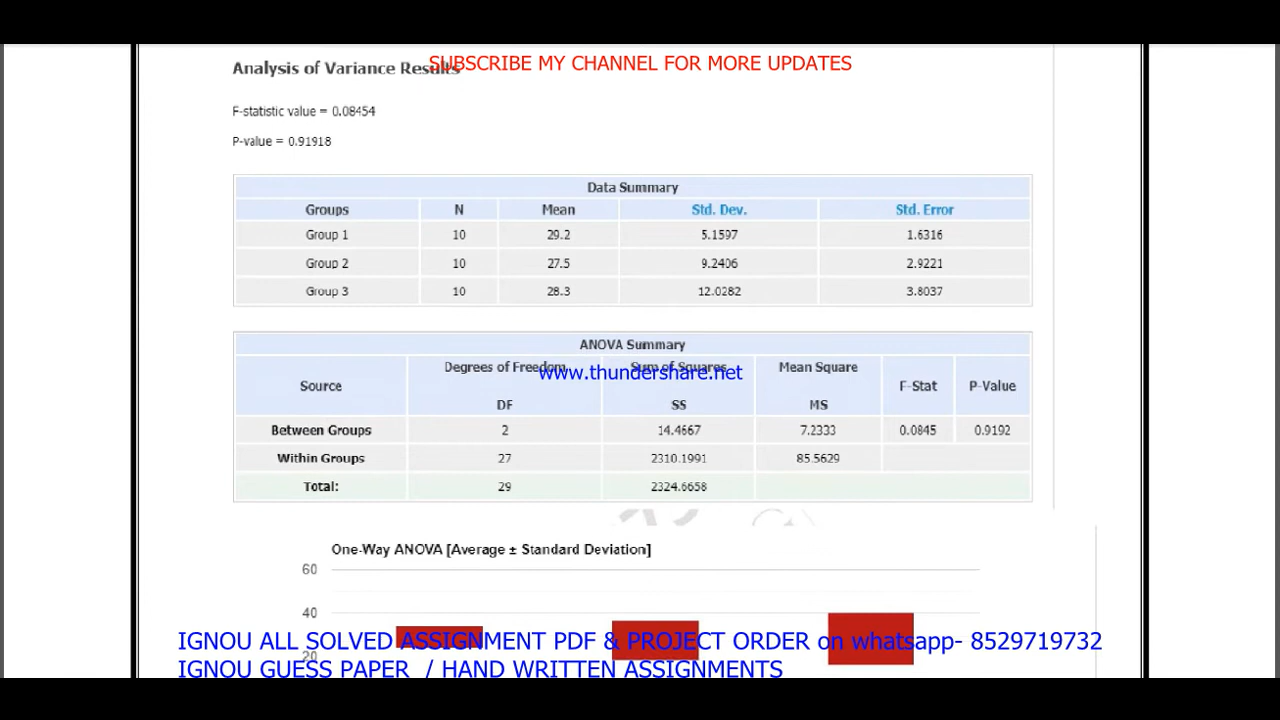 SUBSCRIBE MY CHANNEL FOR MORE UPDATES
Analysis of Variance Results
F-statistic value = 0.08454
P-value = 0.91918
Data Summary
Groups N Mean Std. Dev. Std. Error
Group 1 10 29.2 5.1597 1.6316
Group 2 10 27.5 9.2406 2.9221
Group 3 10 28.3 12.0282 3.8037
ANOVA Summary
Source Degrees of Freedom DF Sum of Squares SS Mean Square MS F-Stat P-Value
www.thundershare.net
Between Groups 2 14.4667 7.2333 0.0845 0.9192
Within Groups 27 2310.1991 85.5629
Total: 29 2324.6658
One-Way ANOVA [Average ± Standard Deviation]
60
40
20
IGNOU ALL SOLVED ASSIGNMENT PDF & PROJECT ORDER on whatsapp- 8529719732
IGNOU GUESS PAPER / HAND WRITTEN ASSIGNMENTS